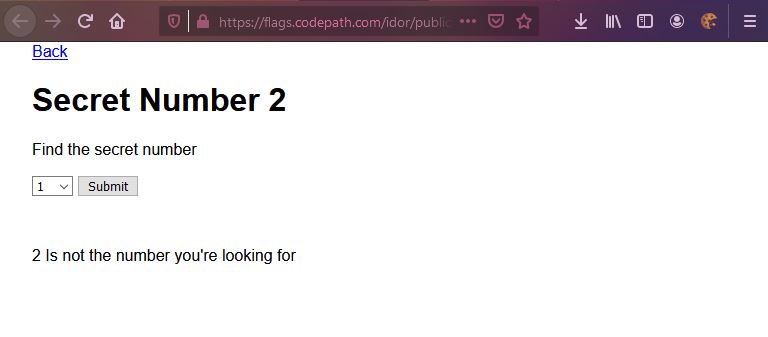 https://flags.codepath.com/idor/public
Back
Secret Number 2
Find the secret number
1 Submit
2 Is not the number you're looking for